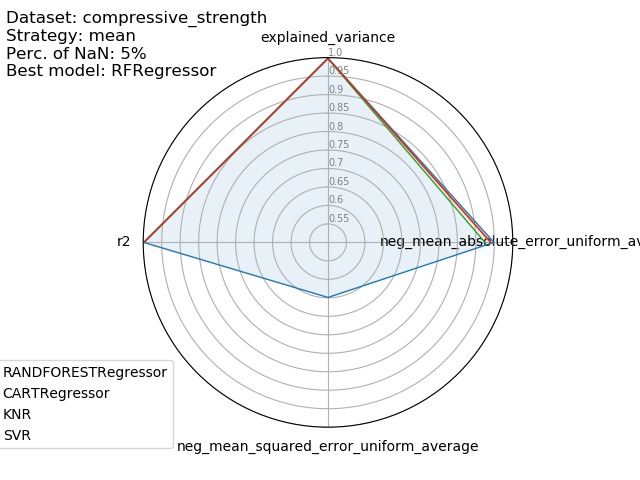 Dataset: compressive_strength
Strategy: mean
Perc. of NaN: 5%
Best model: RFRegressor
explained_variance
1.0
0.95
0.9
0.85
0.8
0.75
0.7
0.65
0.6
0.55
r2
neg_mean_absolute_error_uniform_av
RANDFORESTRegressor
CARTRegressor
KNR
SVR
neg_mean_squared_error_uniform_average